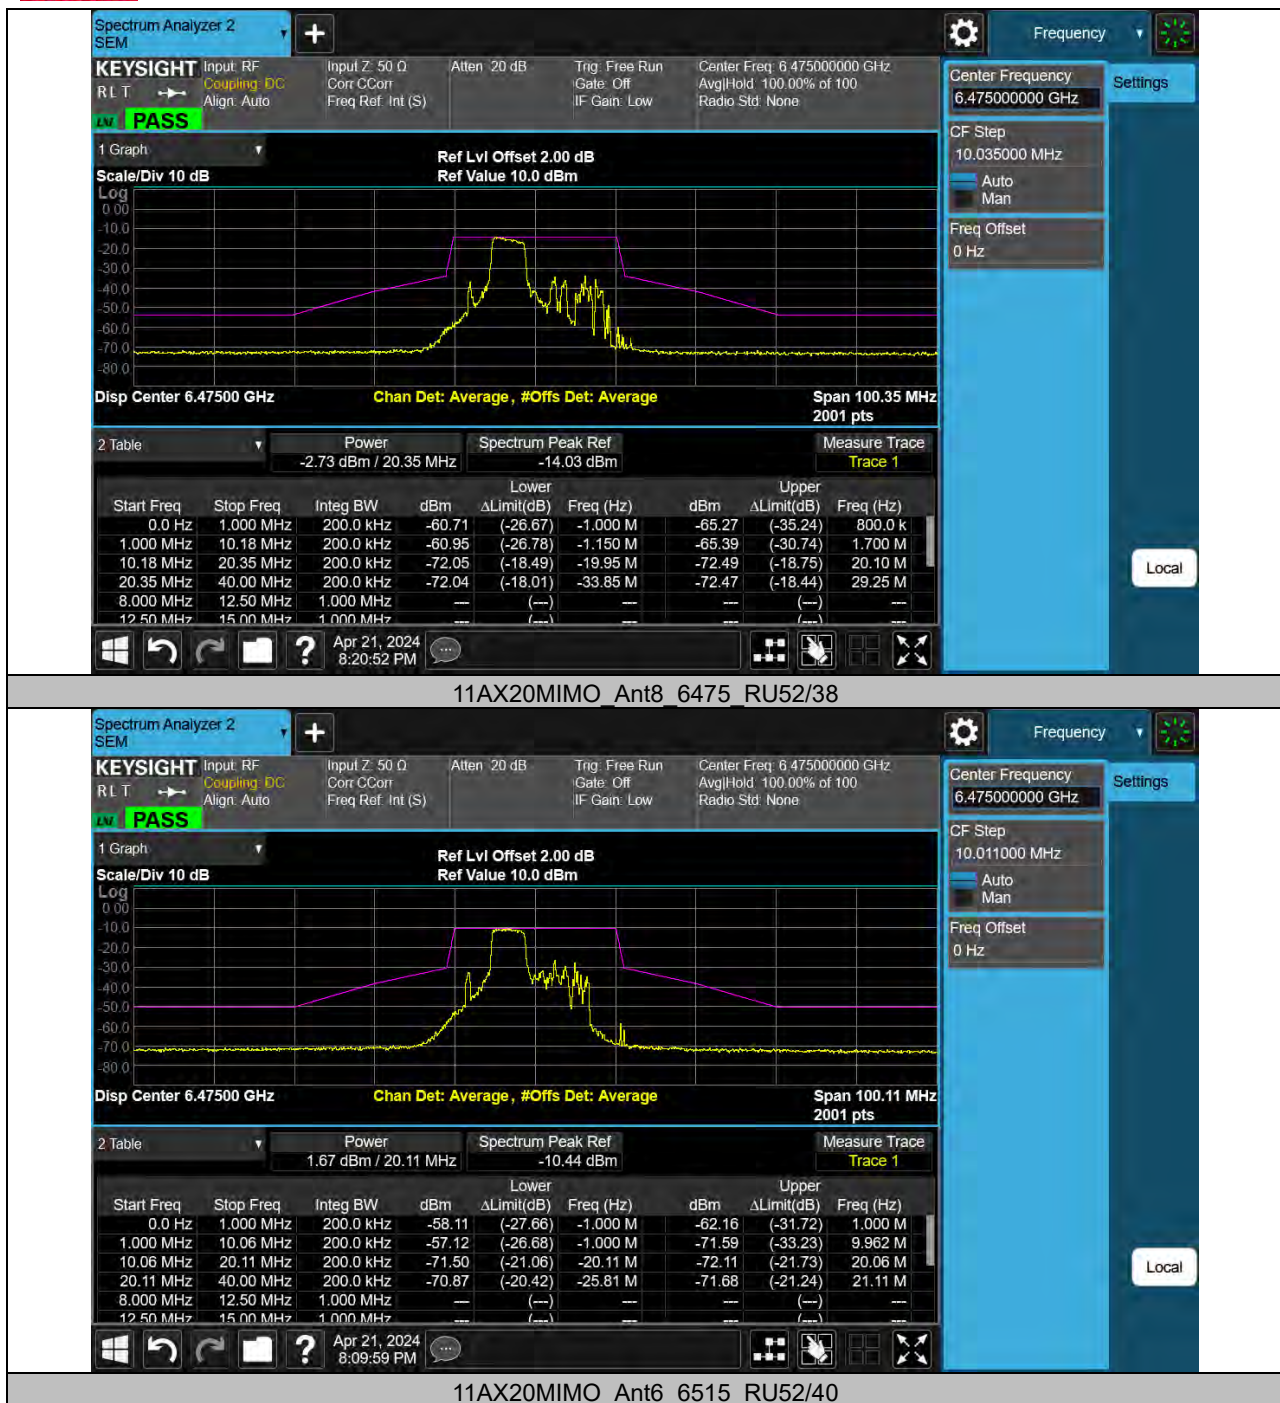 Spectrum Analyzer 2
SEM
Frequency
KEYSIGHT Input: RF Input Z: 50 Ω Atten: 20 dB Trig: Free Run Center Freq: 6.475000000 GHz
RLT Coupling: DC Corr CCorr Gate: Off Avg|Hold: 100.00% of 100
Align: Auto Freq Ref: Int (S) IF Gain: Low Radio Std: None
PASS
Center Frequency
6.475000000 GHz
Settings
CF Step
10.035000 MHz
Auto
Man
Freq Offset
0 Hz
Local
1 Graph
Ref Lvl Offset 2.00 dB
Scale/Div 10 dB Ref Value 10.0 dBm
Log
0.00
-10.0
-20.0
-30.0
-40.0
-50.0
-60.0
-70.0
-80.0
Disp Center 6.47500 GHz Chan Det: Average, #Offs Det: Average Span 100.35 MHz
2001 pts
2 Table Power Spectrum Peak Ref Measure Trace
-2.73 dBm / 20.35 MHz -14.03 dBm Trace 1
Lower Upper
Start Freq Stop Freq Integ BW dBm ΔLimit(dB) Freq (Hz) dBm ΔLimit(dB) Freq (Hz)
0.0 Hz 1.000 MHz 200.0 kHz -60.71 (-26.67) -1.000 M -65.27 (-35.24) 800.0 k
1.000 MHz 10.18 MHz 200.0 kHz -60.95 (-26.78) -1.150 M -65.39 (-30.74) 1.700 M
10.18 MHz 20.35 MHz 200.0 kHz -72.05 (-18.49) -19.95 M -72.49 (-18.75) 20.10 M
20.35 MHz 40.00 MHz 200.0 kHz -72.04 (-18.01) -33.85 M -72.47 (-18.44) 29.25 M
8.000 MHz 12.50 MHz 1.000 MHz --- (---) --- --- (---) ---
12.50 MHz 15.00 MHz 1.000 MHz --- (---) --- --- (---) ---
Apr 21, 2024
8:20:52 PM
11AX20MIMO_Ant8_6475_RU52/38
Spectrum Analyzer 2
SEM
Frequency
KEYSIGHT Input: RF Input Z: 50 Ω Atten: 20 dB Trig: Free Run Center Freq: 6.475000000 GHz
RLT Coupling: DC Corr CCorr Gate: Off Avg|Hold: 100.00% of 100
Align: Auto Freq Ref: Int (S) IF Gain: Low Radio Std: None
PASS
Center Frequency
6.475000000 GHz
Settings
CF Step
10.011000 MHz
Auto
Man
Freq Offset
0 Hz
Local
1 Graph
Ref Lvl Offset 2.00 dB
Scale/Div 10 dB Ref Value 10.0 dBm
Log
0.00
-10.0
-20.0
-30.0
-40.0
-50.0
-60.0
-70.0
-80.0
Disp Center 6.47500 GHz Chan Det: Average, #Offs Det: Average Span 100.11 MHz
2001 pts
2 Table Power Spectrum Peak Ref Measure Trace
1.67 dBm / 20.11 MHz -10.44 dBm Trace 1
Lower Upper
Start Freq Stop Freq Integ BW dBm ΔLimit(dB) Freq (Hz) dBm ΔLimit(dB) Freq (Hz)
0.0 Hz 1.000 MHz 200.0 kHz -58.11 (-27.66) -1.000 M -62.16 (-31.72) 1.000 M
1.000 MHz 10.06 MHz 200.0 kHz -57.12 (-26.68) -1.000 M -71.59 (-33.23) 9.962 M
10.06 MHz 20.11 MHz 200.0 kHz -71.50 (-21.06) -20.11 M -72.11 (-21.73) 20.06 M
20.11 MHz 40.00 MHz 200.0 kHz -70.87 (-20.42) -25.81 M -71.68 (-21.24) 21.11 M
8.000 MHz 12.50 MHz 1.000 MHz --- (---) --- --- (---) ---
12.50 MHz 15.00 MHz 1.000 MHz --- (---) --- --- (---) ---
Apr 21, 2024
8:09:59 PM
11AX20MIMO_Ant6_6515_RU52/40